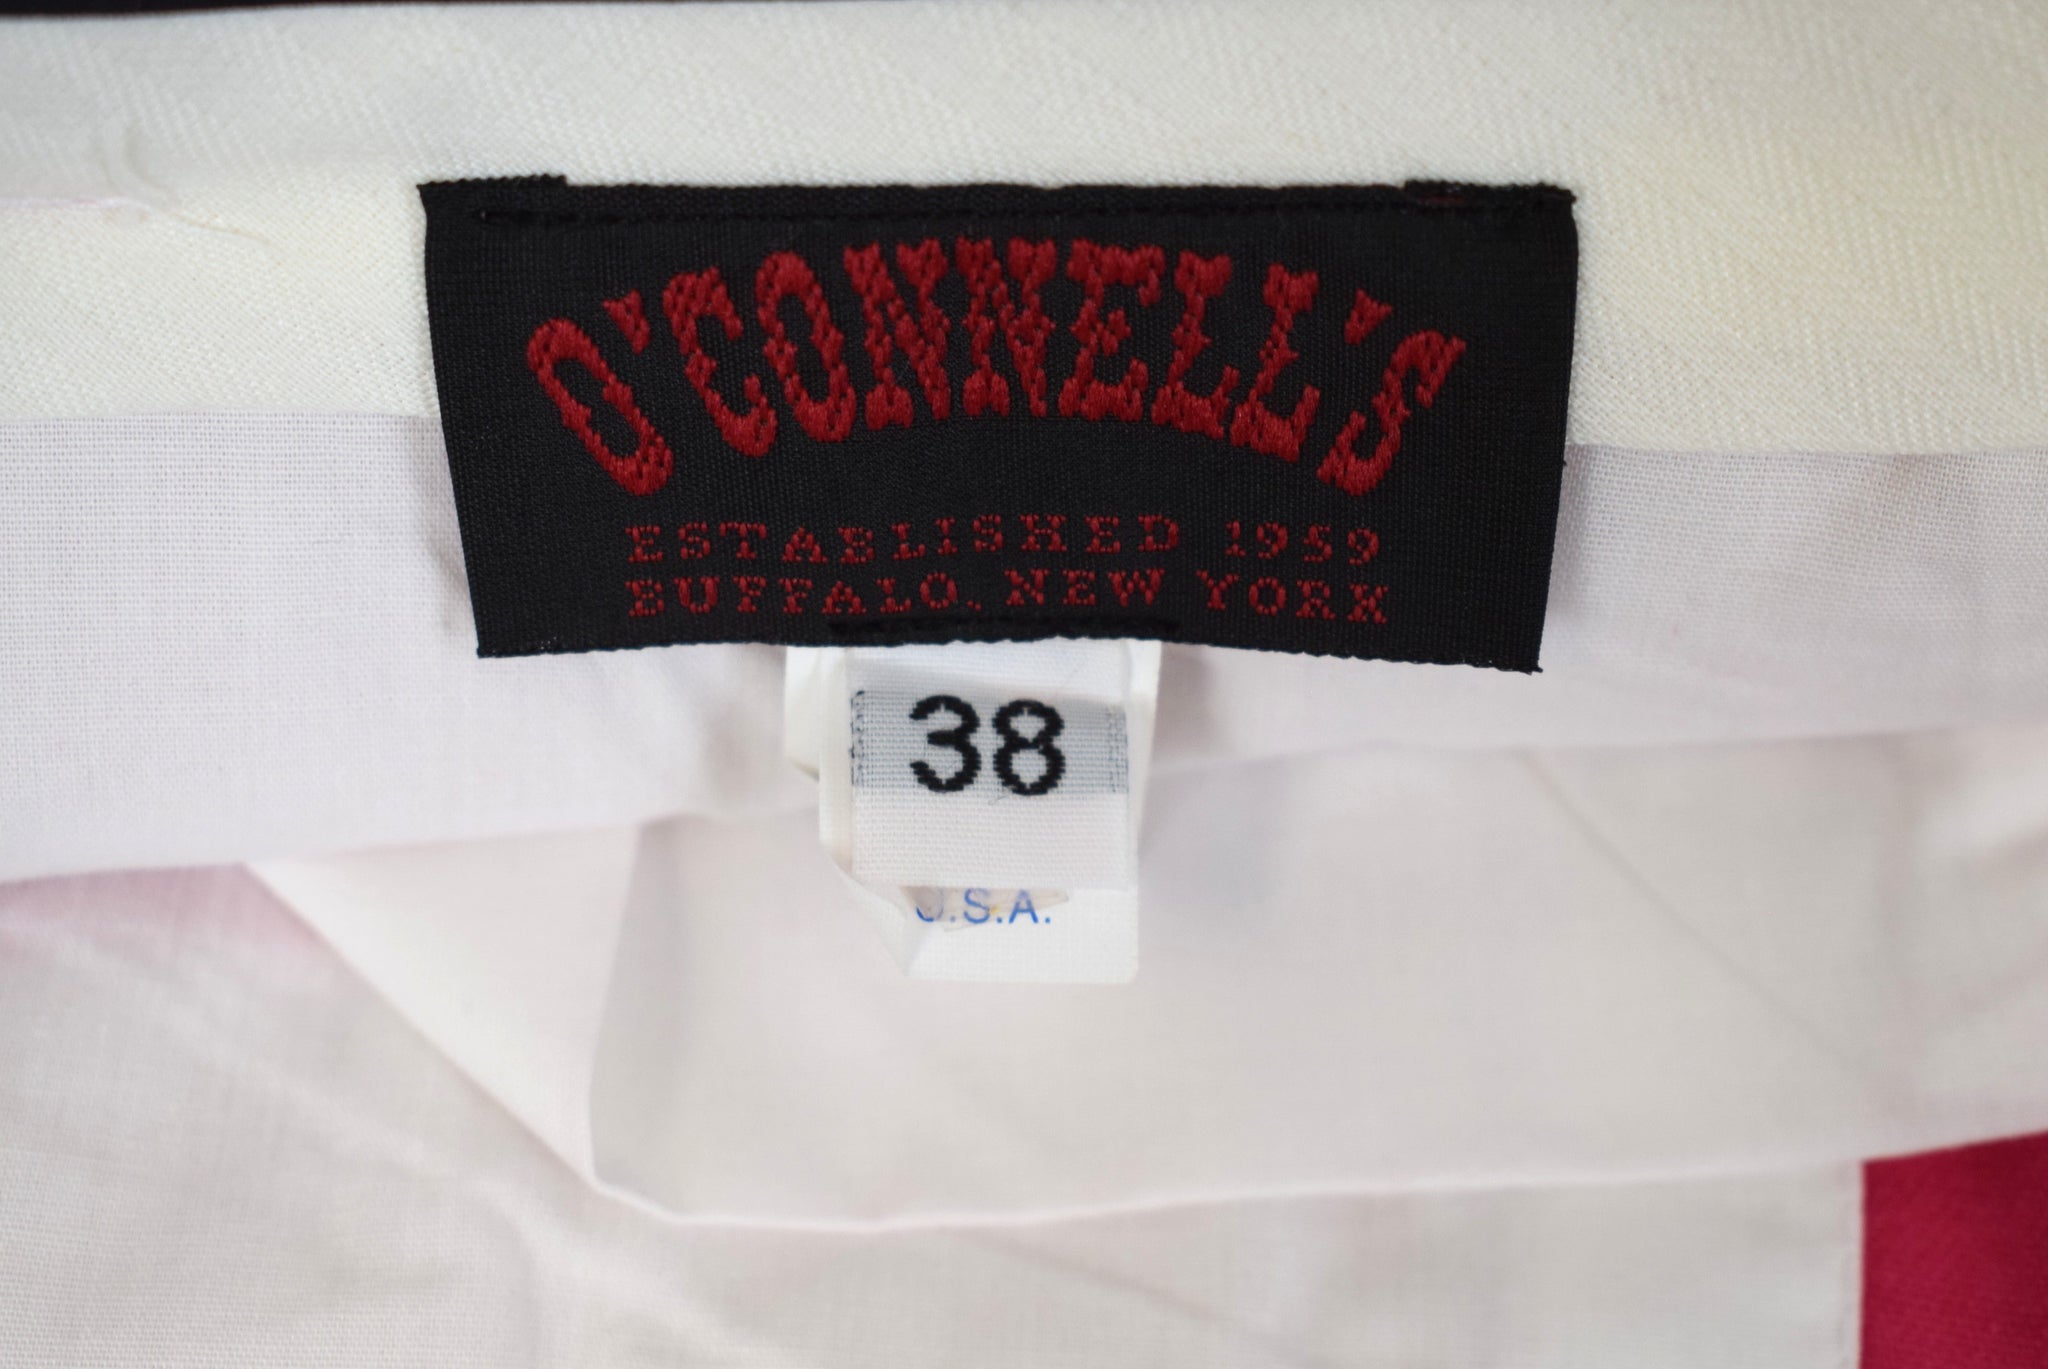 O'CONNELL'S
ESTABLISHED 1959
BUFFALO, NEW YORK
38
U.S.A.